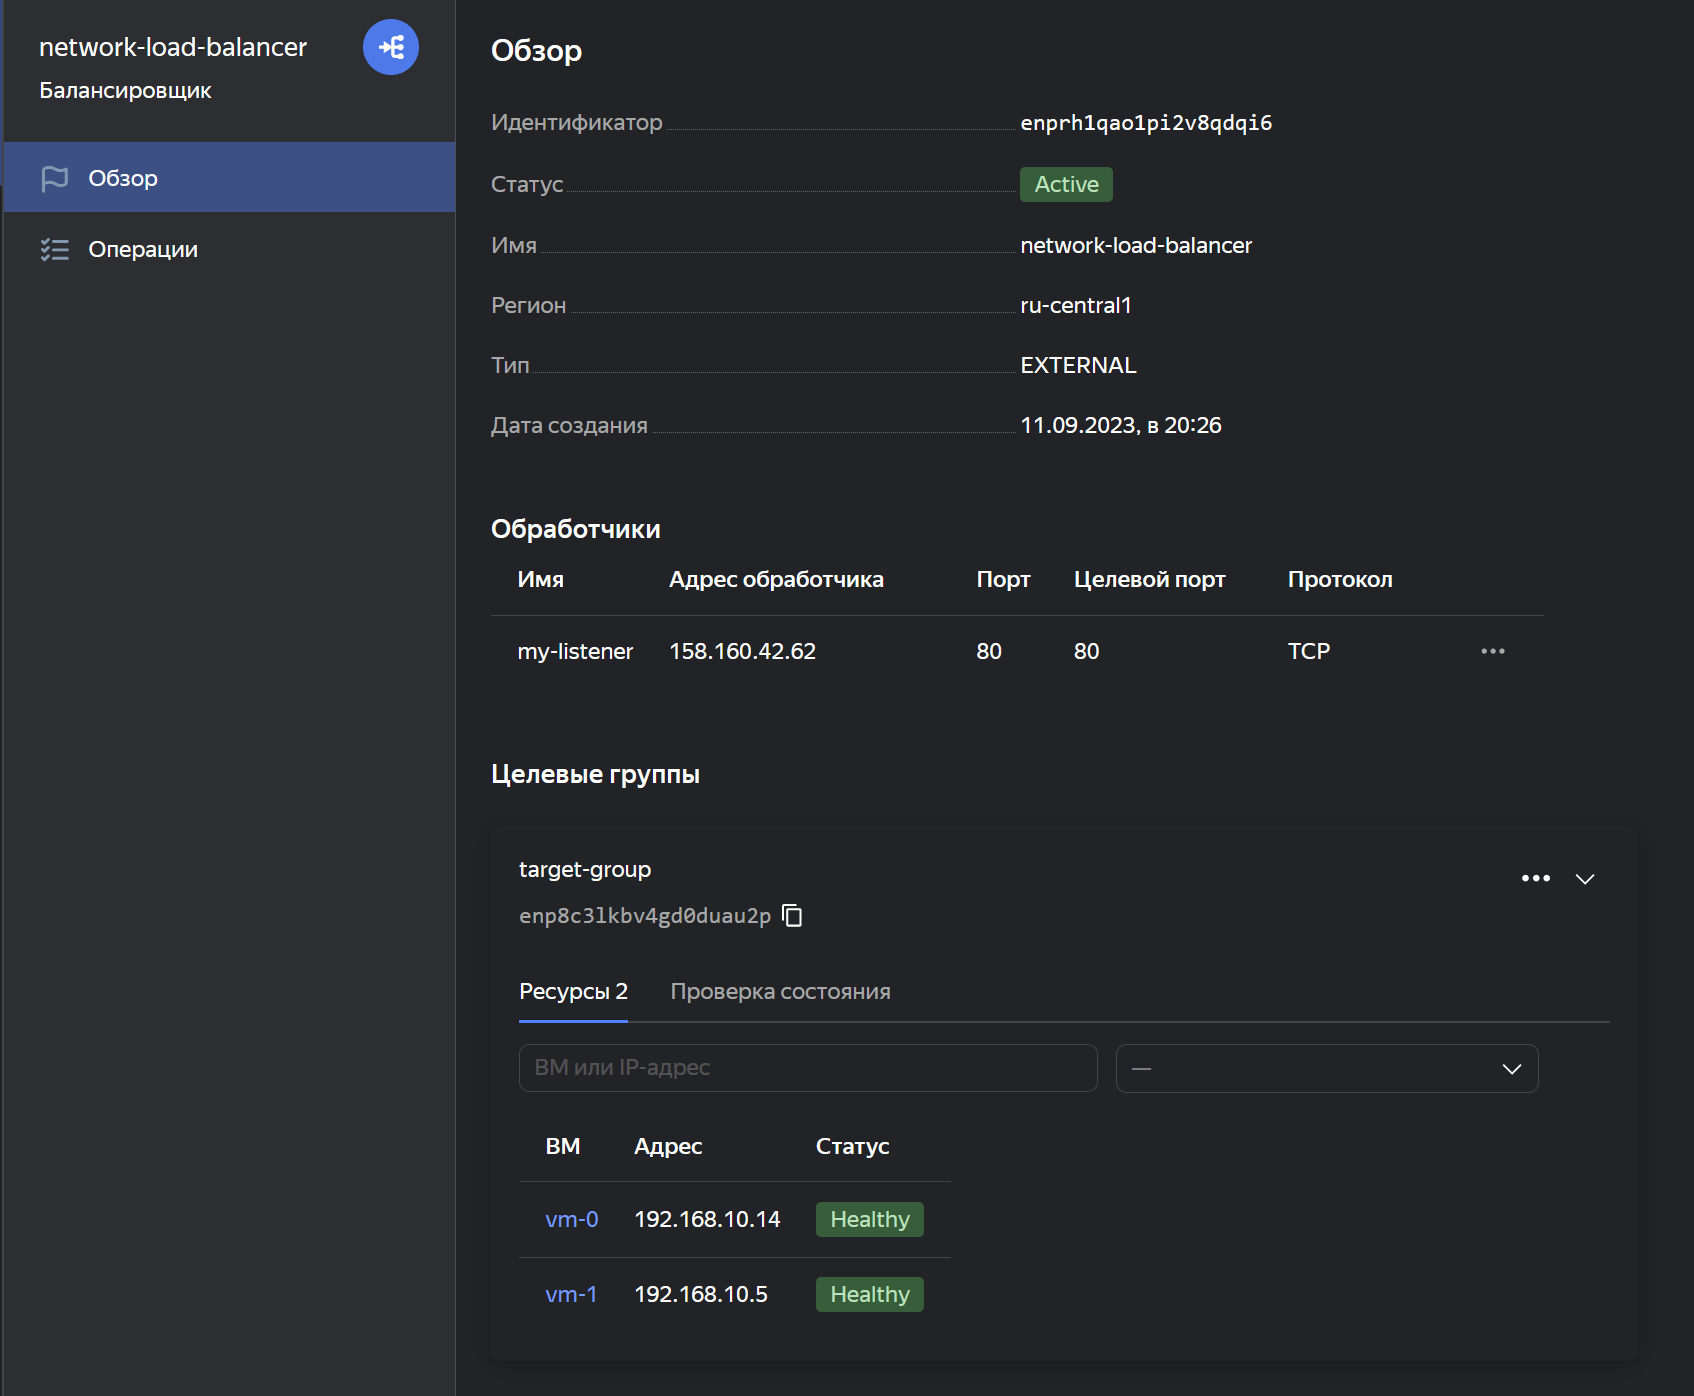 network-load-balancer
Балансировщик
Обзор
Операции
Обзор
Идентификатор enprh1qao1pi2v8qdqi6
Статус Active
Имя network-load-balancer
Регион ru-central1
Тип EXTERNAL
Дата создания 11.09.2023, в 20:26
Обработчики
Имя Адрес обработчика Порт Целевой порт Протокол
my-listener 158.160.42.62 80 80 TCP
Целевые группы
target-group
enp8c3lkbv4gd0duau2p
Ресурсы 2 Проверка состояния
ВМ или IP-адрес —
ВМ Адрес Статус
vm-0 192.168.10.14 Healthy
vm-1 192.168.10.5 Healthy